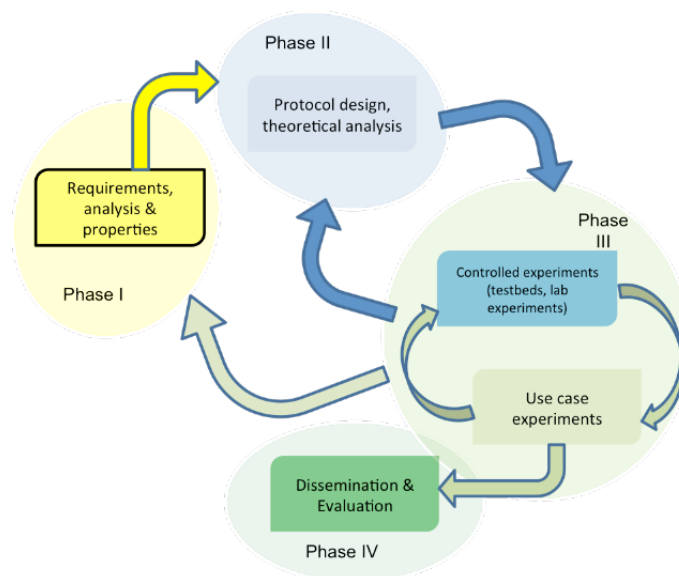 Phase II
Protocol design,
theoretical analysis
Requirements,
analysis &
properties
Phase I
Phase
III
Controlled experiments
(testbeds, lab
experiments)
Use case
experiments
Dissemination &
Evaluation
Phase IV